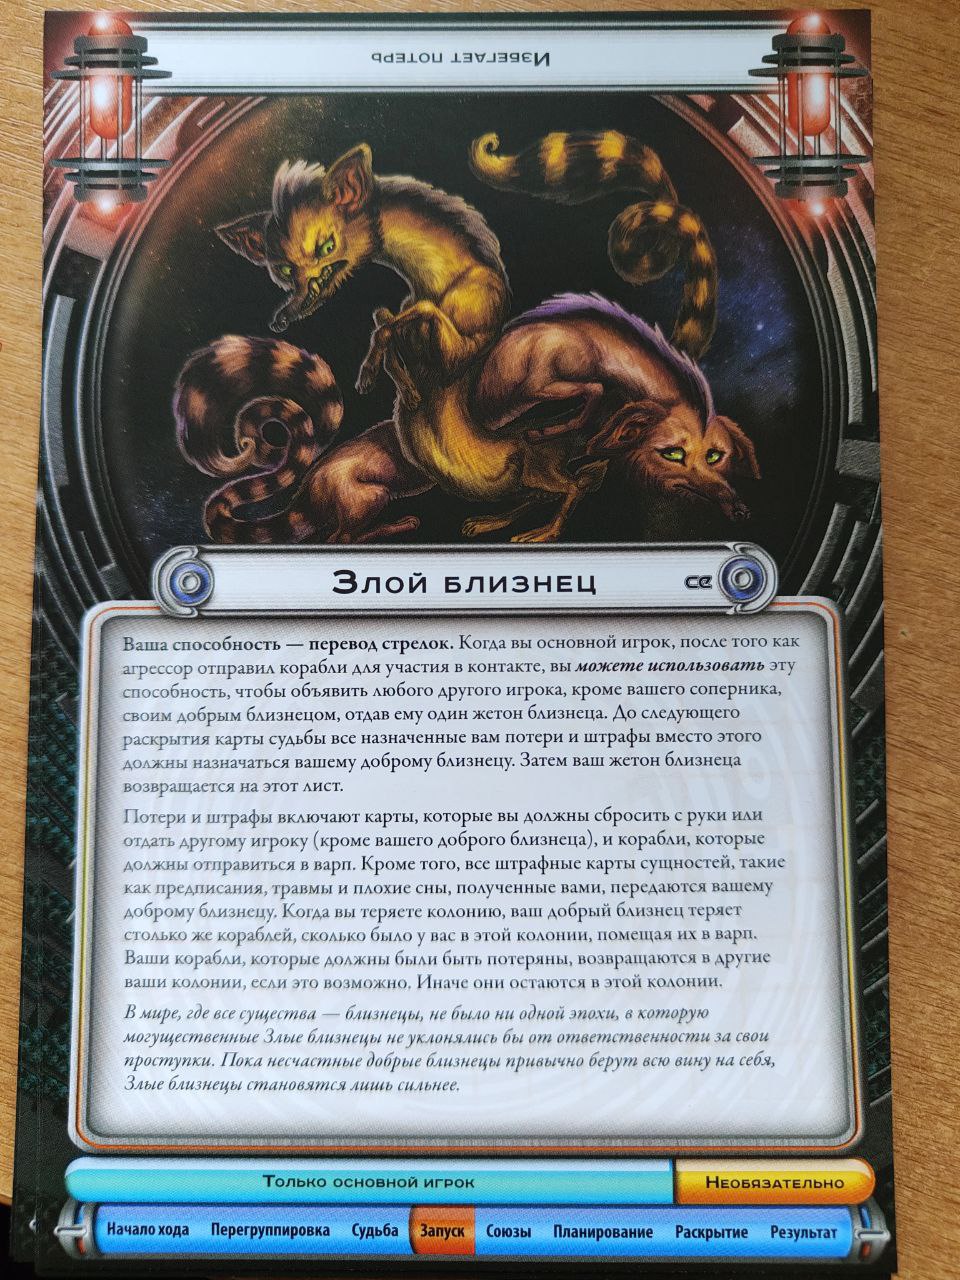 Избегает потерь
Злой близнец
CE
Ваша способность — перевод стрелок. Когда вы основной игрок, после того как
агрессор отправил корабли для участия в контакте, вы можете использовать эту
способность, чтобы объявить любого другого игрока, кроме вашего соперника,
своим добрым близнецом, отдав ему один жетон близнеца. До следующего
раскрытия карты судьбы все назначенные вам потери и штрафы вместо этого
должны назначаться вашему доброму близнецу. Затем ваш жетон близнеца
возвращается на этот лист.
Потери и штрафы включают карты, которые вы должны сбросить с руки или
отдать другому игроку (кроме вашего доброго близнеца), и корабли, которые
должны отправиться в варп. Кроме того, все штрафные карты сущностей, такие
как предписания, травмы и плохие сны, полученные вами, передаются вашему
доброму близнецу. Когда вы теряете колонию, ваш добрый близнец теряет
столько же кораблей, сколько было у вас в этой колонии, помещая их в варп.
Ваши корабли, которые должны были быть потеряны, возвращаются в другие
ваши колонии, если это возможно. Иначе они остаются в этой колонии.
В мире, где все существа — близнецы, не было ни одной эпохи, в которую
могущественные Злые близнецы не уклонялись бы от ответственности за свои
проступки. Пока несчастные добрые близнецы привычно берут всю вину на себя,
Злые близнецы становятся лишь сильнее.
Только основной игрок Необязательно
Начало хода Перегруппировка Судьба Запуск Союзы Планирование Раскрытие Результат